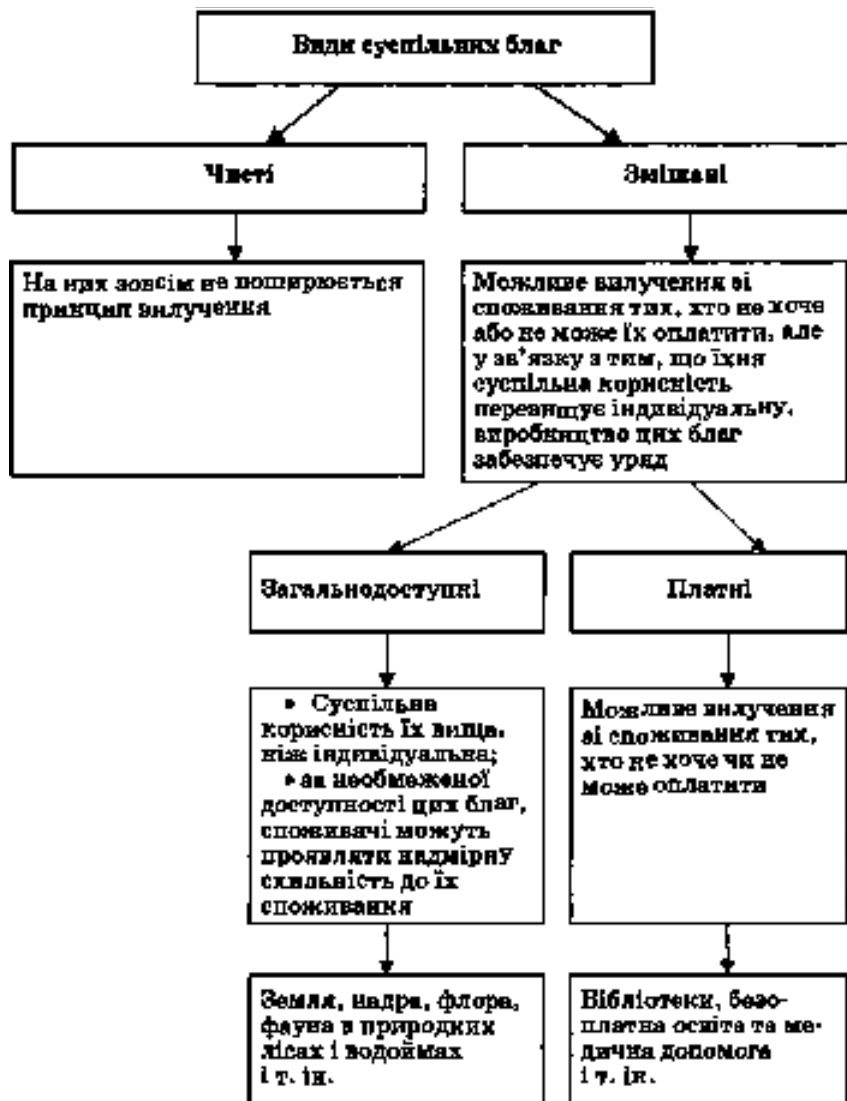 Види суспільних благ
Чисті
Змішані
На них зовсім не поширюється
принцип вилучення
Можливе вилучення зі
споживання тих, хто не хоче
або не може їх оплатити, але
у зв’язку з тим, що їхня
суспільна корисність
перевищує індивідуальну,
виробництво цих благ
забезпечує уряд
Загальнодоступні
Платні
• Суспільна
корисність їх вища,
ніж індивідуальна;
• за необмеженої
доступності цих благ,
споживачі можуть
проявляти надмірну
схильність до їх
споживання
Можливе вилучення
зі споживання тих,
хто не хоче чи не
може оплатити
Земля, надра, флора,
фауна в природних
лісах і водоймах
і т. ін.
Бібліотеки, безо-
платна освіта та ме-
дична допомога
і т. ін.